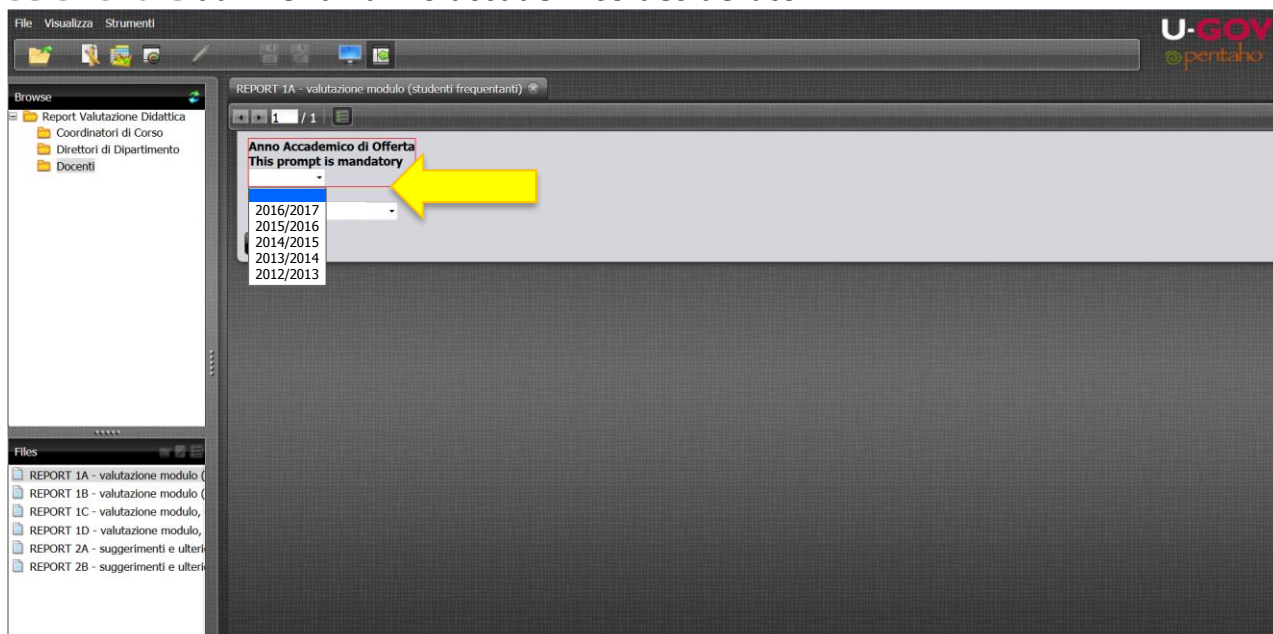 File Visualizza Strumenti
U-GOV
pentaho
Browse
Report Valutazione Didattica
Coordinatori di Corso
Direttori di Dipartimento
Docenti
REPORT 1A - valutazione modulo (studenti frequentanti)
1 / 1
Anno Accademico di Offerta
This prompt is mandatory
2016/2017
2015/2016
2014/2015
2013/2014
2012/2013
Files
REPORT 1A - valutazione modulo (
REPORT 1B - valutazione modulo (
REPORT 1C - valutazione modulo,
REPORT 1D - valutazione modulo,
REPORT 2A - suggerimenti e ulteri
REPORT 2B - suggerimenti e ulteri